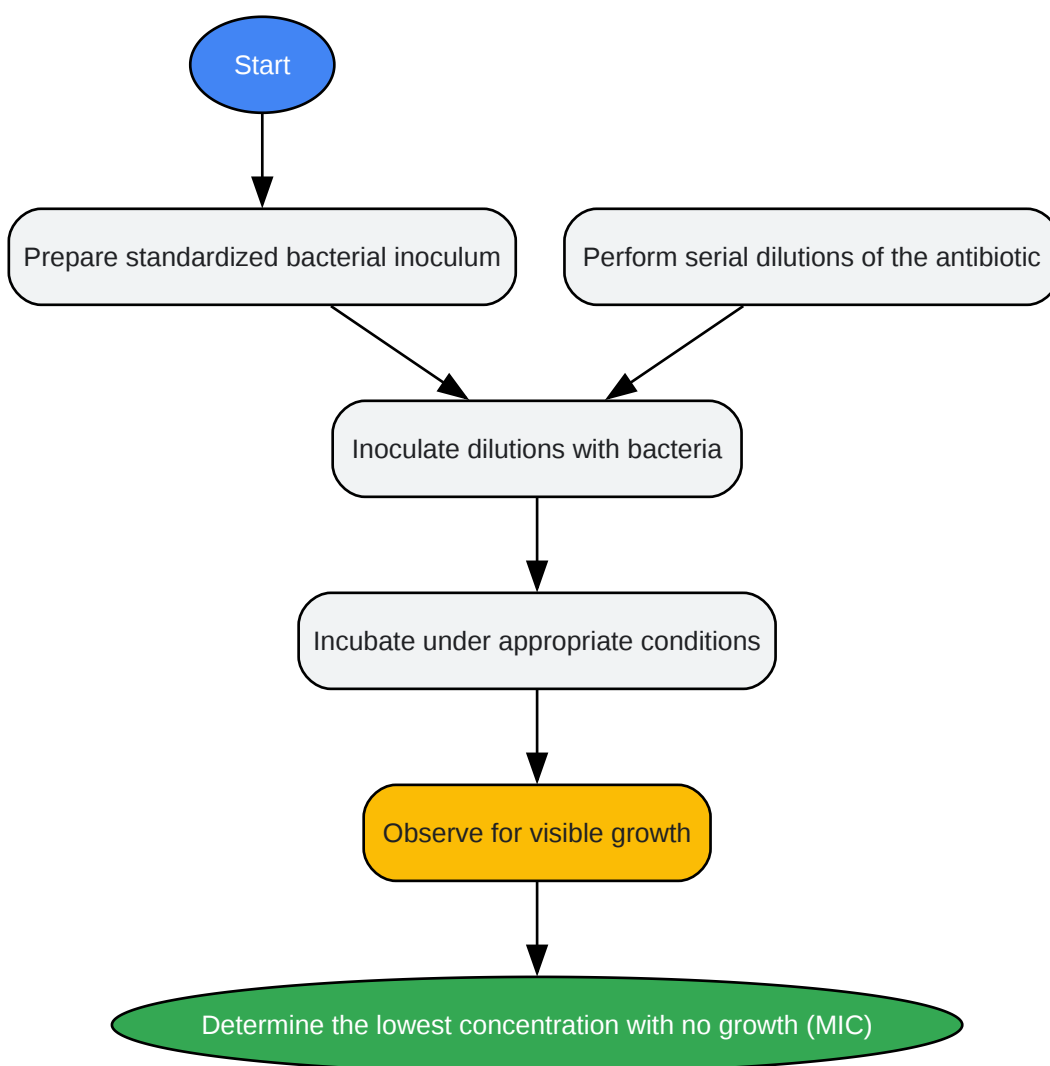 Start
Prepare standardized bacterial inoculum
Perform serial dilutions of the antibiotic
Inoculate dilutions with bacteria
Incubate under appropriate conditions
Observe for visible growth
Determine the lowest concentration with no growth (MIC)